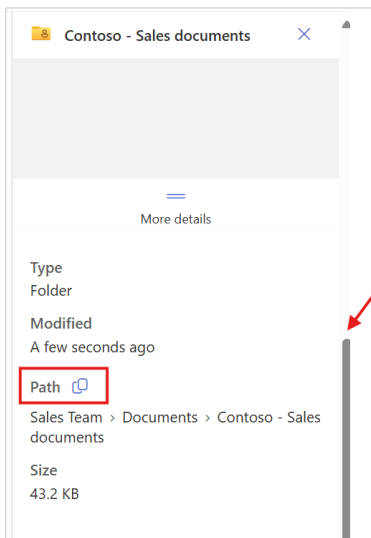 Contoso - Sales documents
More details
Type
Folder
Modified
A few seconds ago
Path
Sales Team > Documents > Contoso - Sales
documents
Size
43.2 KB